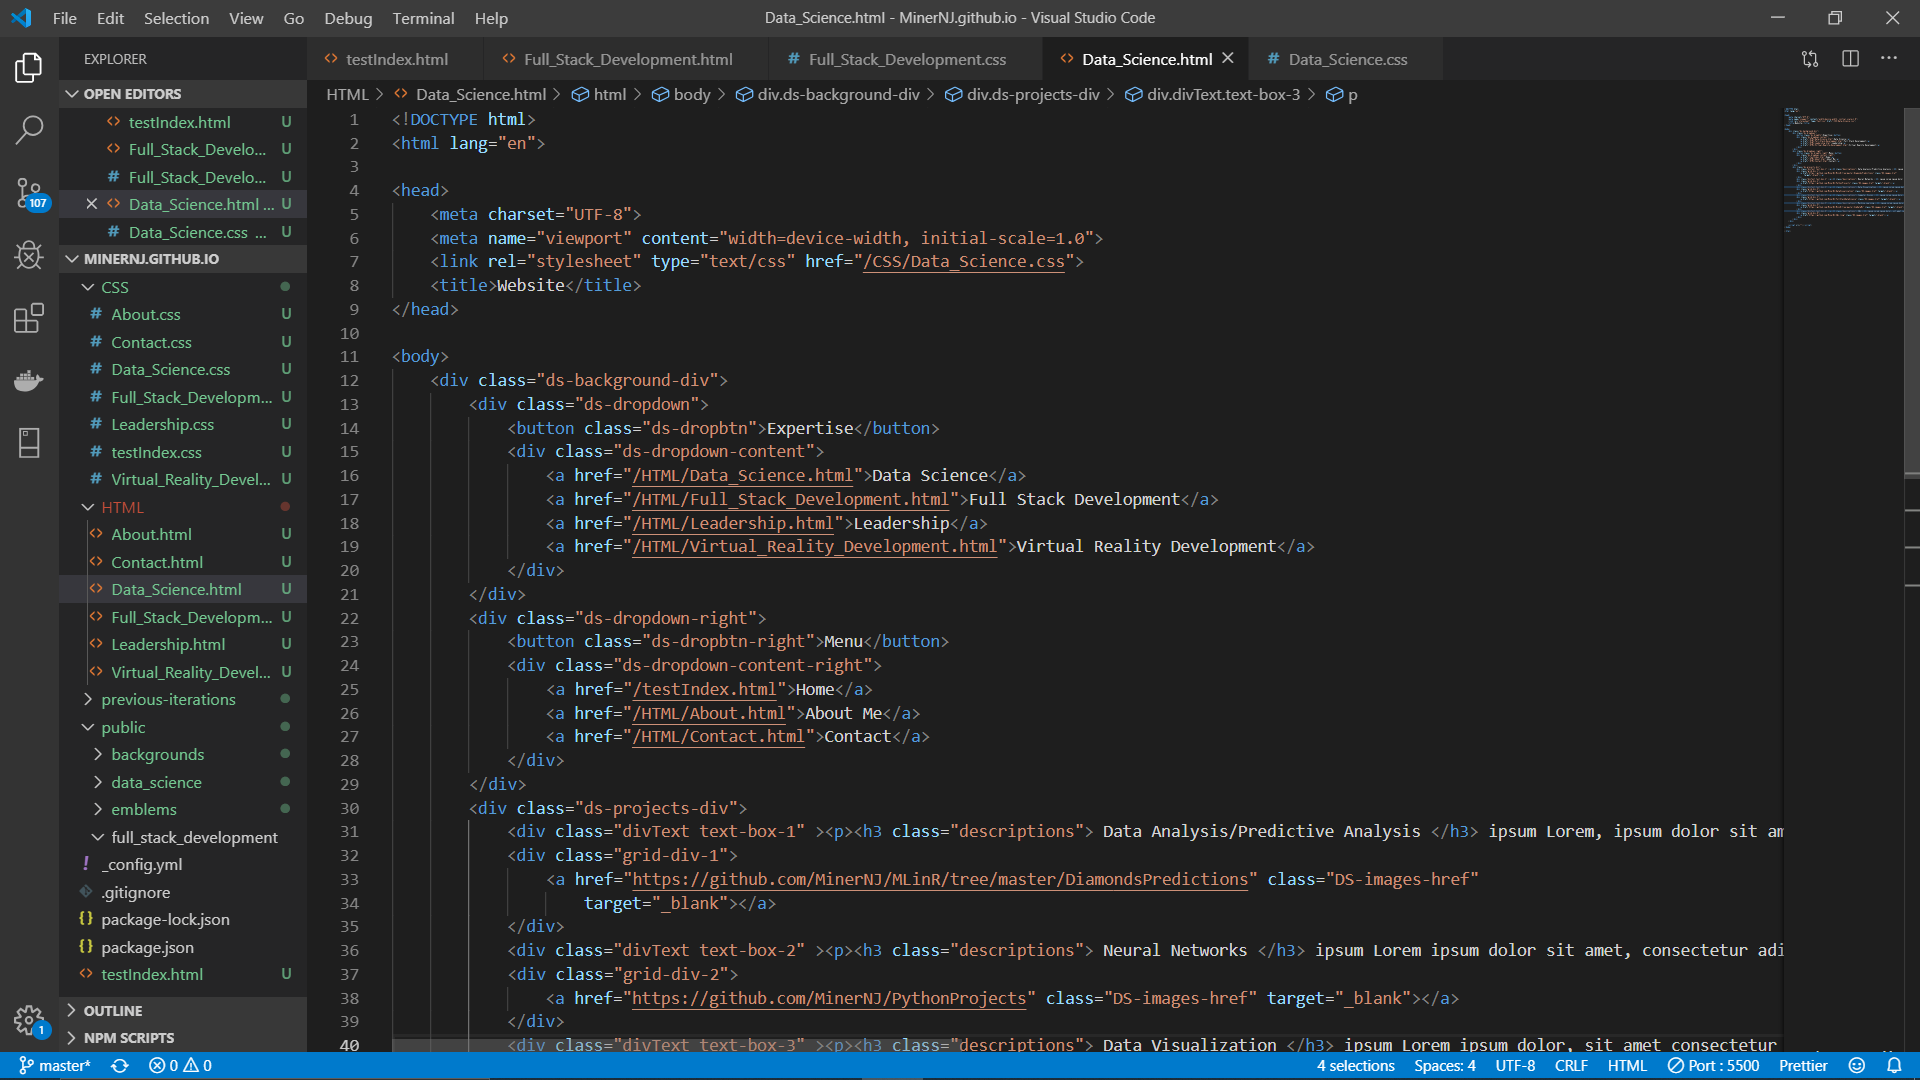 File Edit Selection View Go Debug Terminal Help
Data_Science.html - MinerNJ.github.io - Visual Studio Code
EXPLORER
OPEN EDITORS
testIndex.html U
Full_Stack_Develo... U
Full_Stack_Develo... U
Data_Science.html ... U
Data_Science.css ... U
MINERNJ.GITHUB.IO
CSS
About.css U
Contact.css U
Data_Science.css U
Full_Stack_Developm... U
Leadership.css U
testIndex.css U
Virtual_Reality_Devel... U
HTML
About.html U
Contact.html U
Data_Science.html U
Full_Stack_Developm... U
Leadership.html U
Virtual_Reality_Devel... U
previous-iterations
public
backgrounds
data_science
emblems
full_stack_development
_config.yml
.gitignore
package-lock.json
package.json
testIndex.html U
OUTLINE
NPM SCRIPTS
107
1
testIndex.html Full_Stack_Development.html Full_Stack_Development.css Data_Science.html Data_Science.css
HTML > Data_Science.html > html > body > div.ds-background-div > div.ds-projects-div > div.divText.text-box-3 > p
1 <!DOCTYPE html>
2 <html lang="en">
3
4 <head>
5 <meta charset="UTF-8">
6 <meta name="viewport" content="width=device-width, initial-scale=1.0">
7 <link rel="stylesheet" type="text/css" href="/CSS/Data_Science.css">
8 <title>Website</title>
9 </head>
10
11 <body>
12 <div class="ds-background-div">
13 <div class="ds-dropdown">
14 <button class="ds-dropbtn">Expertise</button>
15 <div class="ds-dropdown-content">
16 <a href="/HTML/Data_Science.html">Data Science</a>
17 <a href="/HTML/Full_Stack_Development.html">Full Stack Development</a>
18 <a href="/HTML/Leadership.html">Leadership</a>
19 <a href="/HTML/Virtual_Reality_Development.html">Virtual Reality Development</a>
20 </div>
21 </div>
22 <div class="ds-dropdown-right">
23 <button class="ds-dropbtn-right">Menu</button>
24 <div class="ds-dropdown-content-right">
25 <a href="/testIndex.html">Home</a>
26 <a href="/HTML/About.html">About Me</a>
27 <a href="/HTML/Contact.html">Contact</a>
28 </div>
29 </div>
30 <div class="ds-projects-div">
31 <div class="divText text-box-1" ><p><h3 class="descriptions"> Data Analysis/Predictive Analysis </h3> ipsum Lorem, ipsum dolor sit am
32 <div class="grid-div-1">
33 <a href="https://github.com/MinerNJ/MLinR/tree/master/DiamondsPredictions" class="DS-images-href"
34 target="_blank"></a>
35 </div>
36 <div class="divText text-box-2" ><p><h3 class="descriptions"> Neural Networks </h3> ipsum Lorem ipsum dolor sit amet, consectetur adi
37 <div class="grid-div-2">
38 <a href="https://github.com/MinerNJ/PythonProjects" class="DS-images-href" target="_blank"></a>
39 </div>
40 <div class="divText text-box-3" ><p><h3 class="descriptions"> Data Visualization </h3> ipsum Lorem ipsum dolor, sit amet consectetur
master* 0 0 4 selections Spaces: 4 UTF-8 CRLF HTML Port : 5500 Prettier